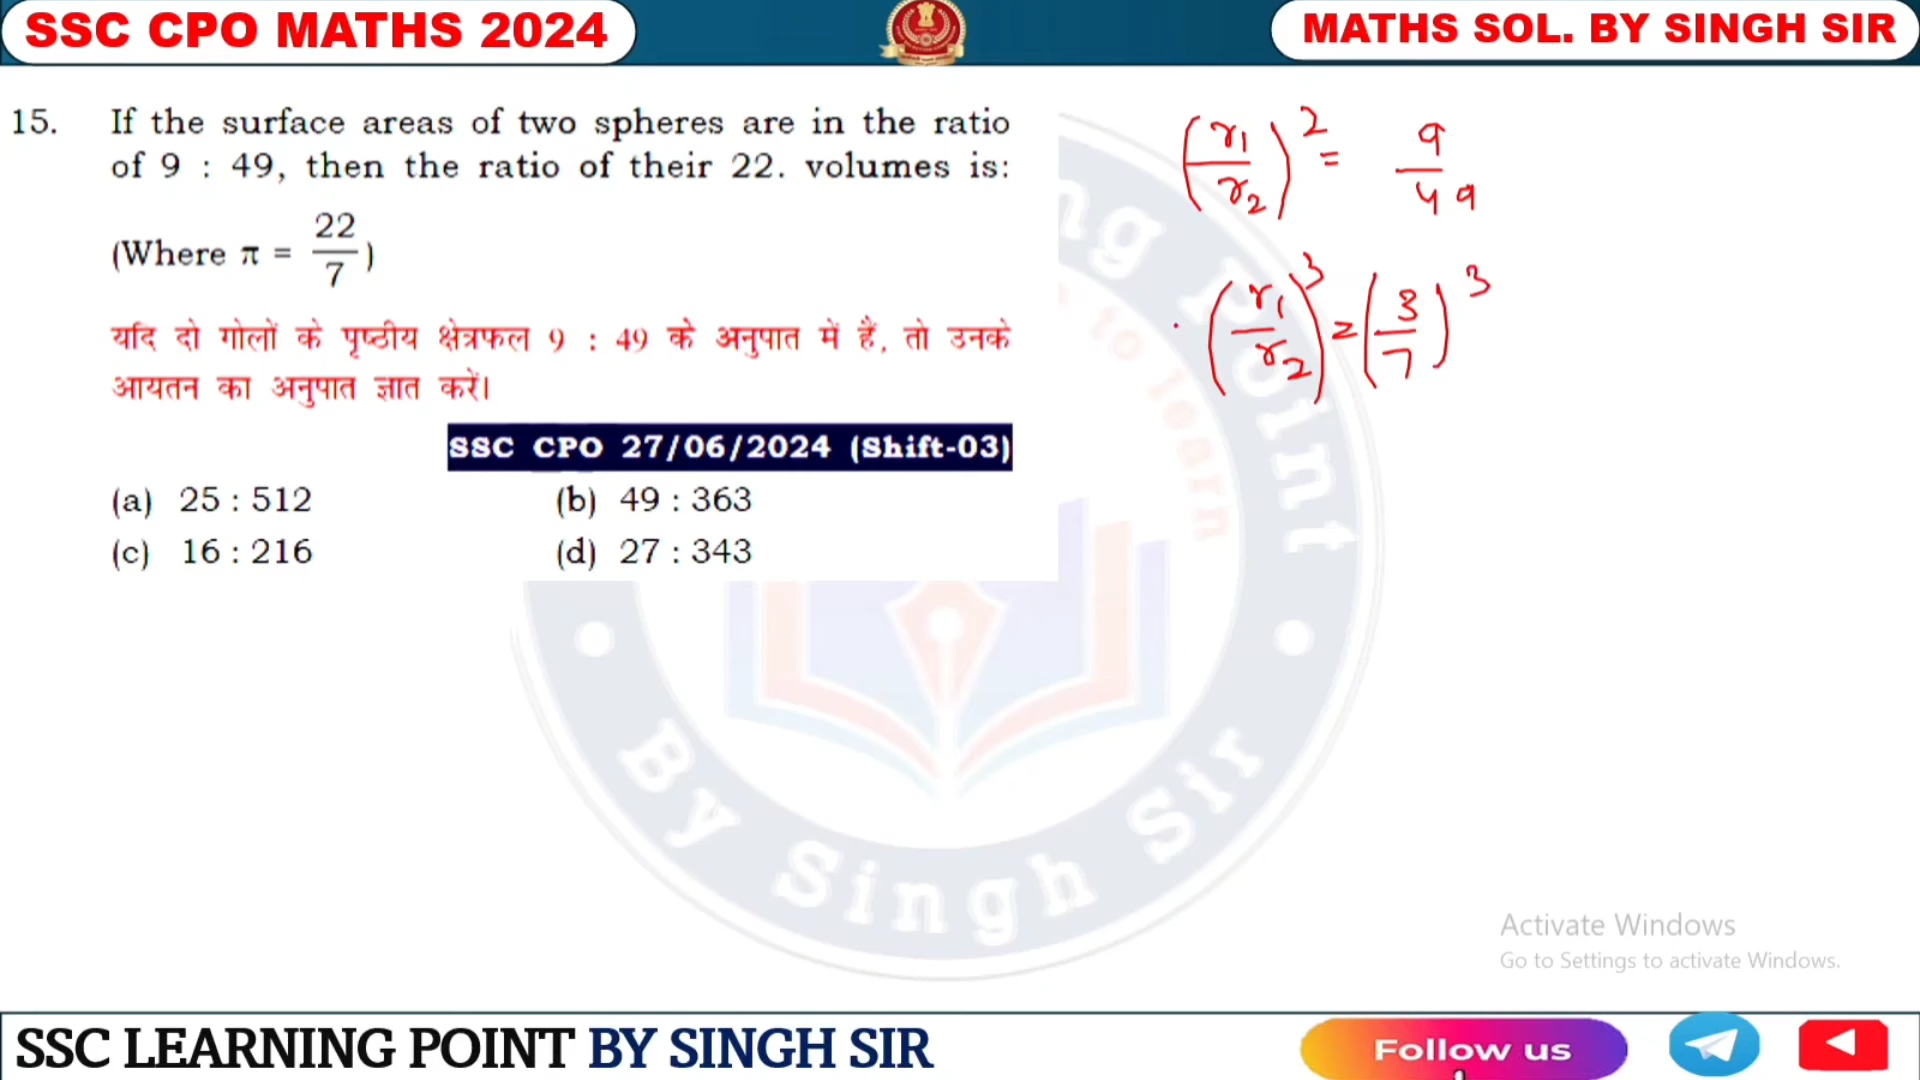 SSC CPO MATHS 2024
MATHS SOL. BY SINGH SIR
15. If the surface areas of two spheres are in the ratio
of 9 : 49, then the ratio of their 22. volumes is:
(Where π = 22/7)
यदि दो गोलों के पृष्ठीय क्षेत्रफल 9 : 49 के अनुपात में हैं, तो उनके
आयतन का अनुपात ज्ञात करें।
SSC CPO 27/06/2024 (Shift-03)
(a) 25 : 512 (b) 49 : 363
(c) 16 : 216 (d) 27 : 343
(r1/r2)^2 = 9/49
(r1/r2)^3 = (3/7)^3
ng Point
to learn
By Singh Sir
Activate Windows
Go to Settings to activate Windows.
SSC LEARNING POINT BY SINGH SIR
Follow us